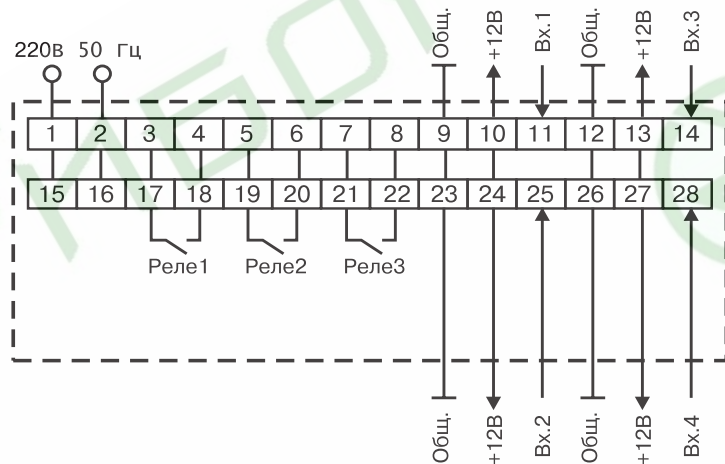 220В 50 Гц
Общ.
+12В
Вх.1
Общ.
+12В
Вх.3
1 2 3 4 5 6 7 8 9 10 11 12 13 14
15 16 17 18 19 20 21 22 23 24 25 26 27 28
Реле1 Реле2 Реле3
Общ.
+12В
Вх.2
Общ.
+12В
Вх.4